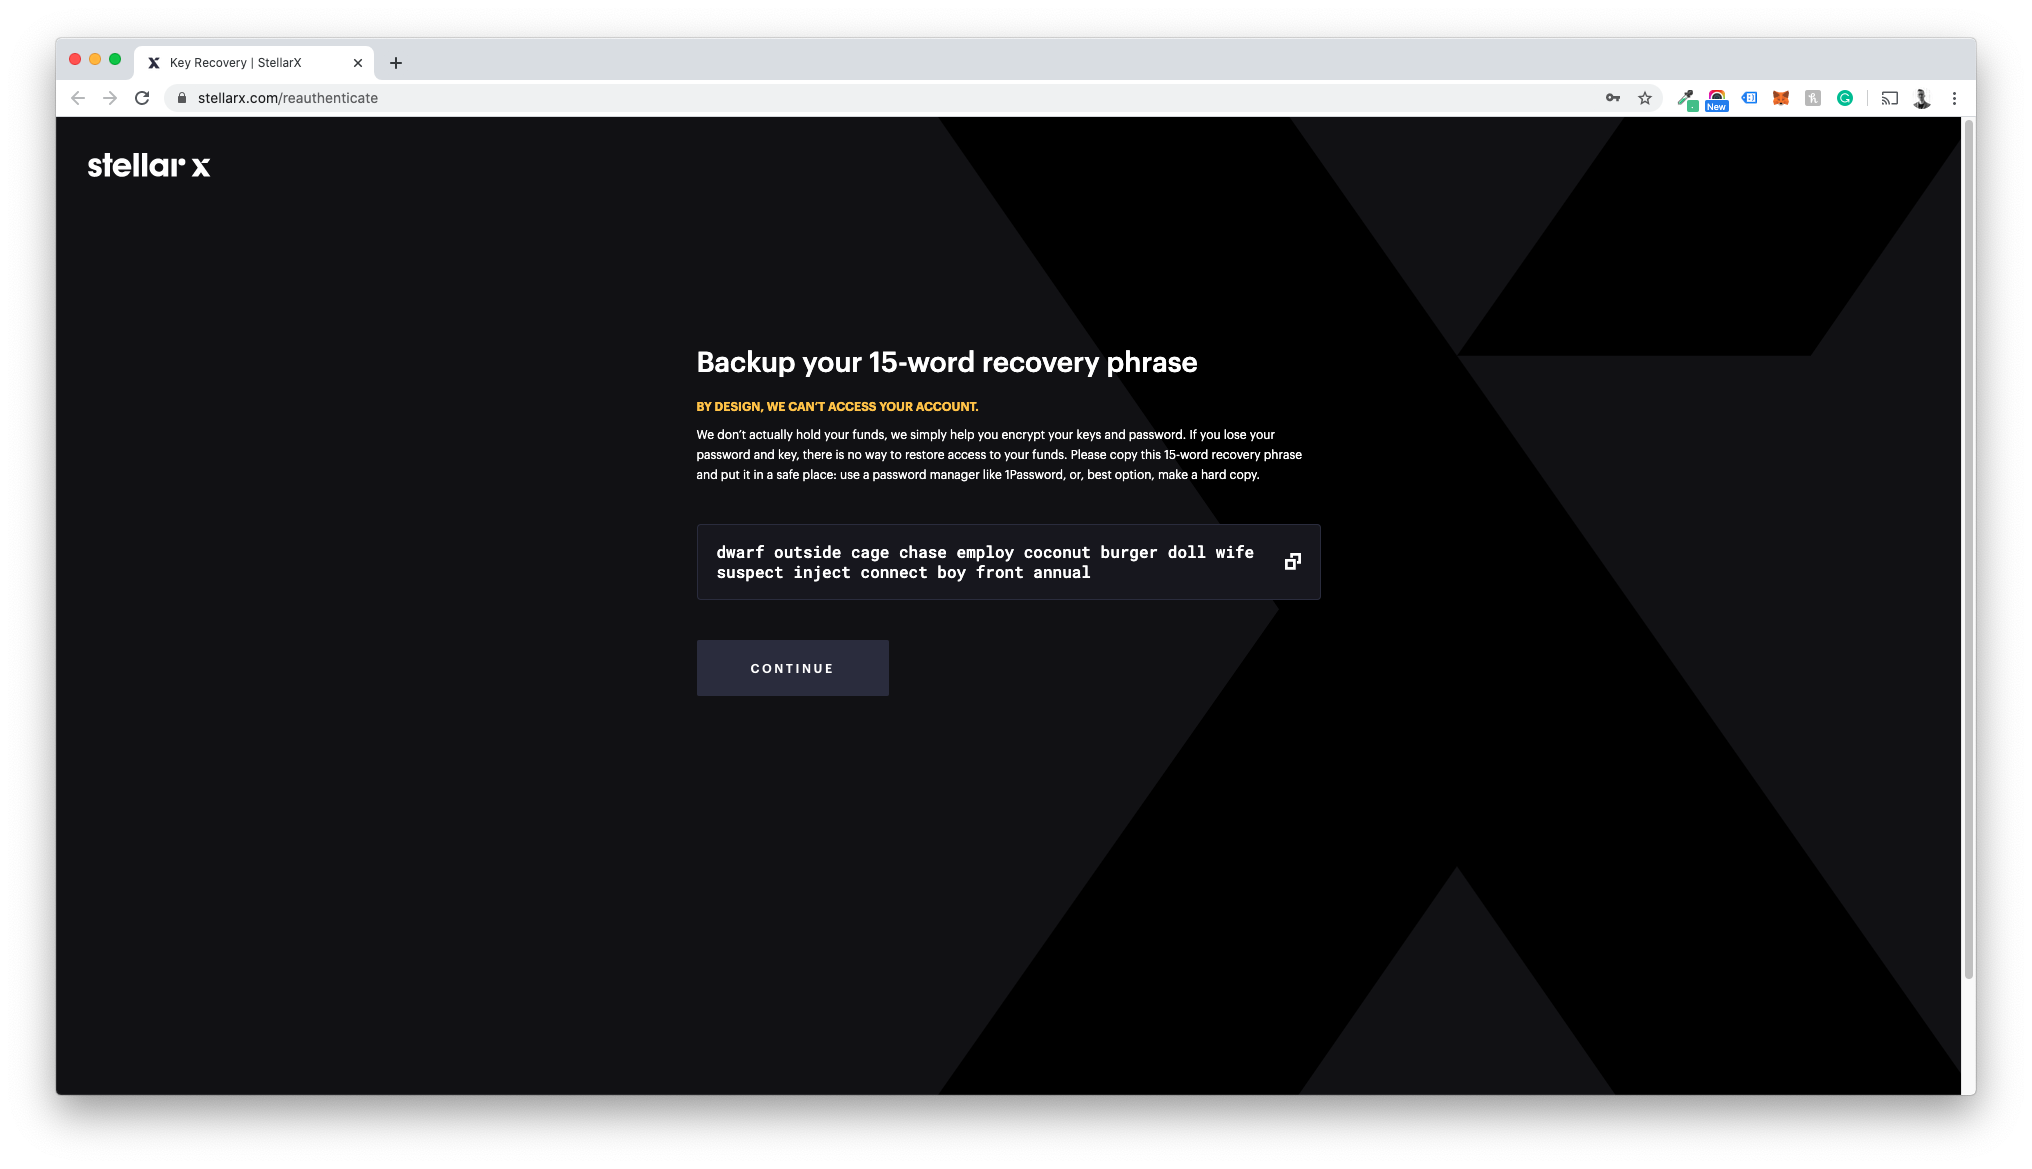 Key Recovery | StellarX
stellarx.com/reauthenticate
New
stellar x
Backup your 15-word recovery phrase
BY DESIGN, WE CAN'T ACCESS YOUR ACCOUNT.
We don't actually hold your funds, we simply help you encrypt your keys and password. If you lose your
password and key, there is no way to restore access to your funds. Please copy this 15-word recovery phrase
and put it in a safe place: use a password manager like 1Password, or, best option, make a hard copy.
dwarf outside cage chase employ coconut burger doll wife
suspect inject connect boy front annual
CONTINUE